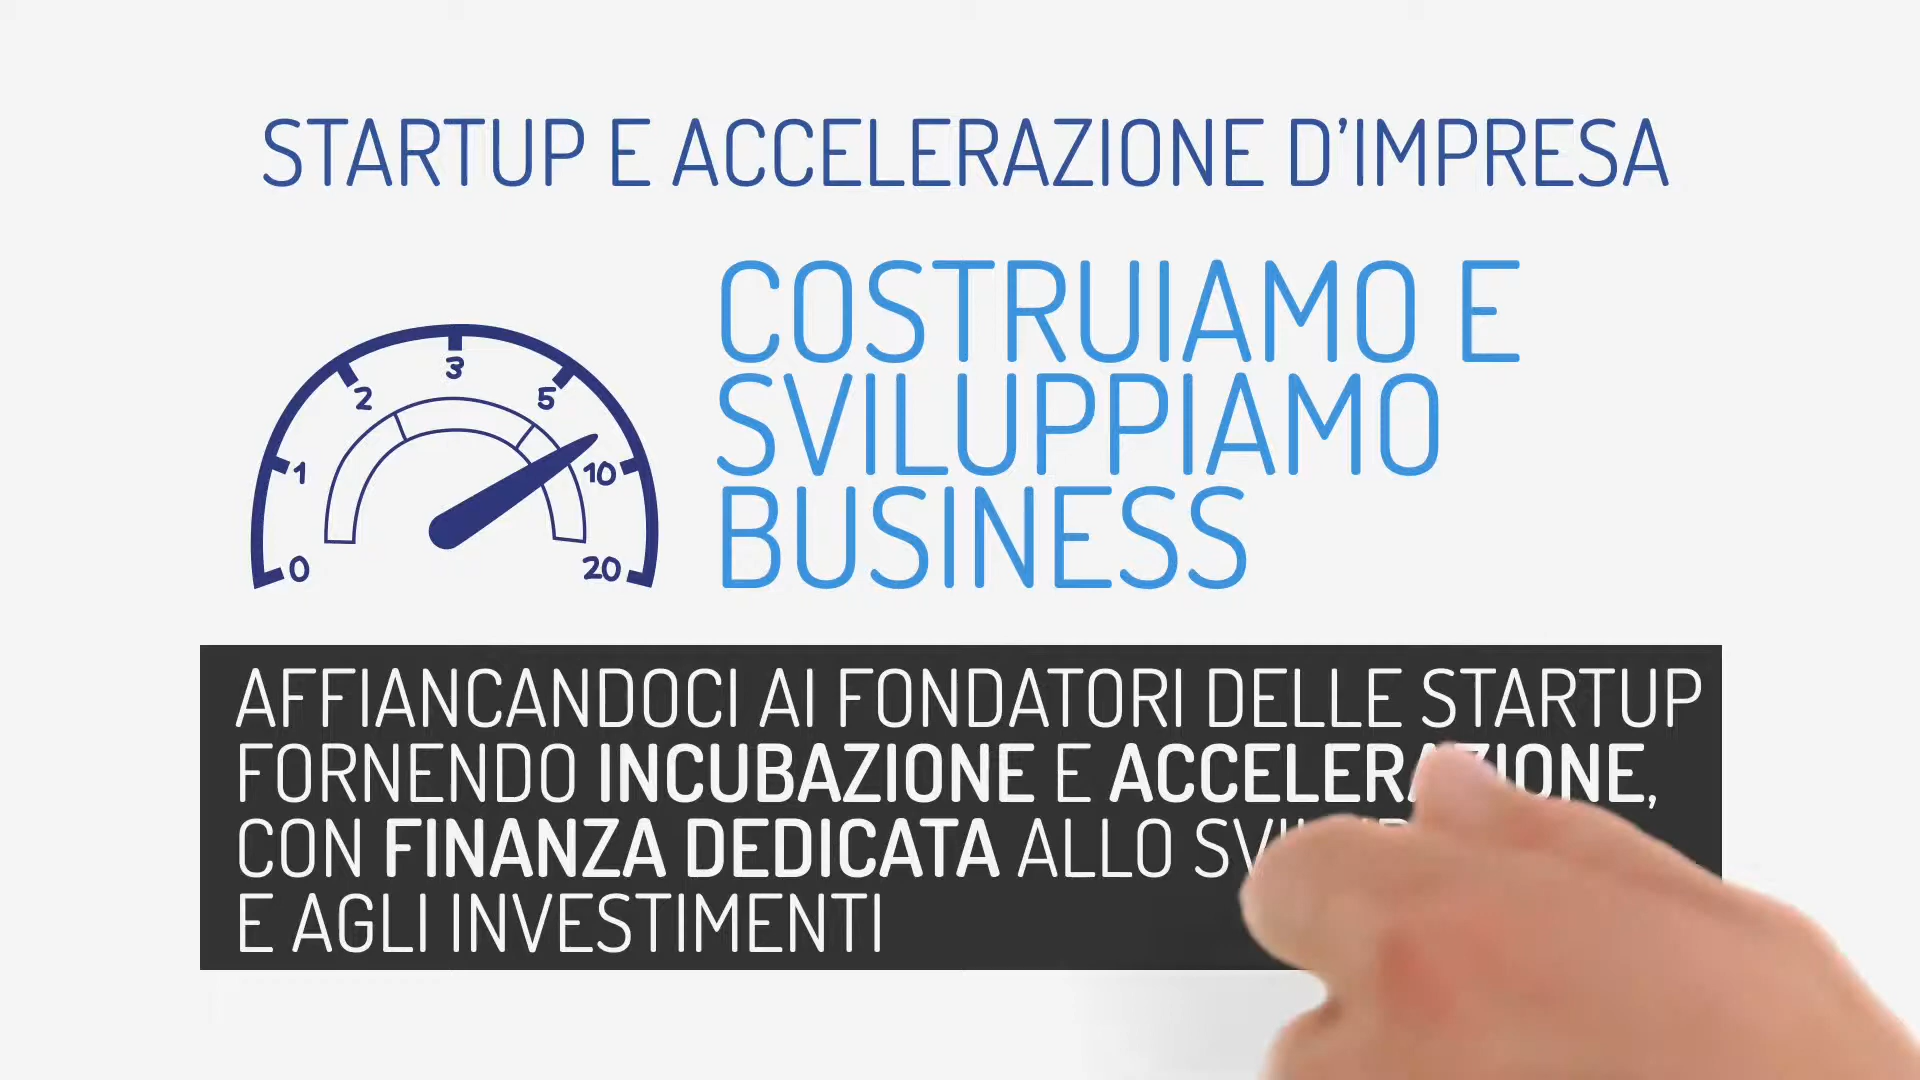 STARTUP E ACCELERAZIONE D'IMPRESA
COSTRUIAMO E
SVILUPPIAMO
BUSINESS
0
1
2
3
5
10
20
AFFIANCANDOCI AI FONDATORI DELLE STARTUP
FORNENDO INCUBAZIONE E ACCELERAZIONE,
CON FINANZA DEDICATA ALLO
E AGLI INVESTIMENTI